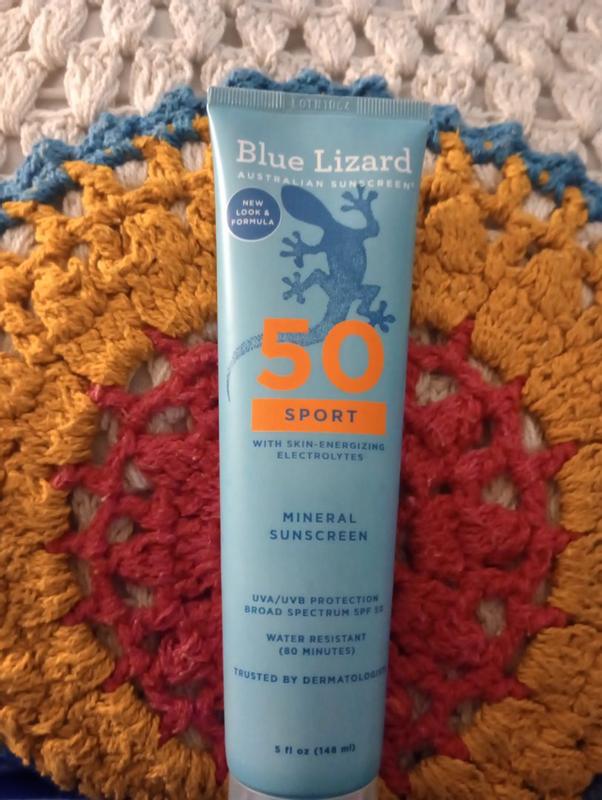 Blue Lizard
AUSTRALIAN SUNSCREEN®
NEW
LOOK &
FORMULA
50
SPORT
WITH SKIN-ENERGIZING
ELECTROLYTES
MINERAL
SUNSCREEN
UVA/UVB PROTECTION
BROAD SPECTRUM SPF 50
WATER RESISTANT
(80 MINUTES)
TRUSTED BY DERMATOLOGISTS
5 fl oz (148 ml)